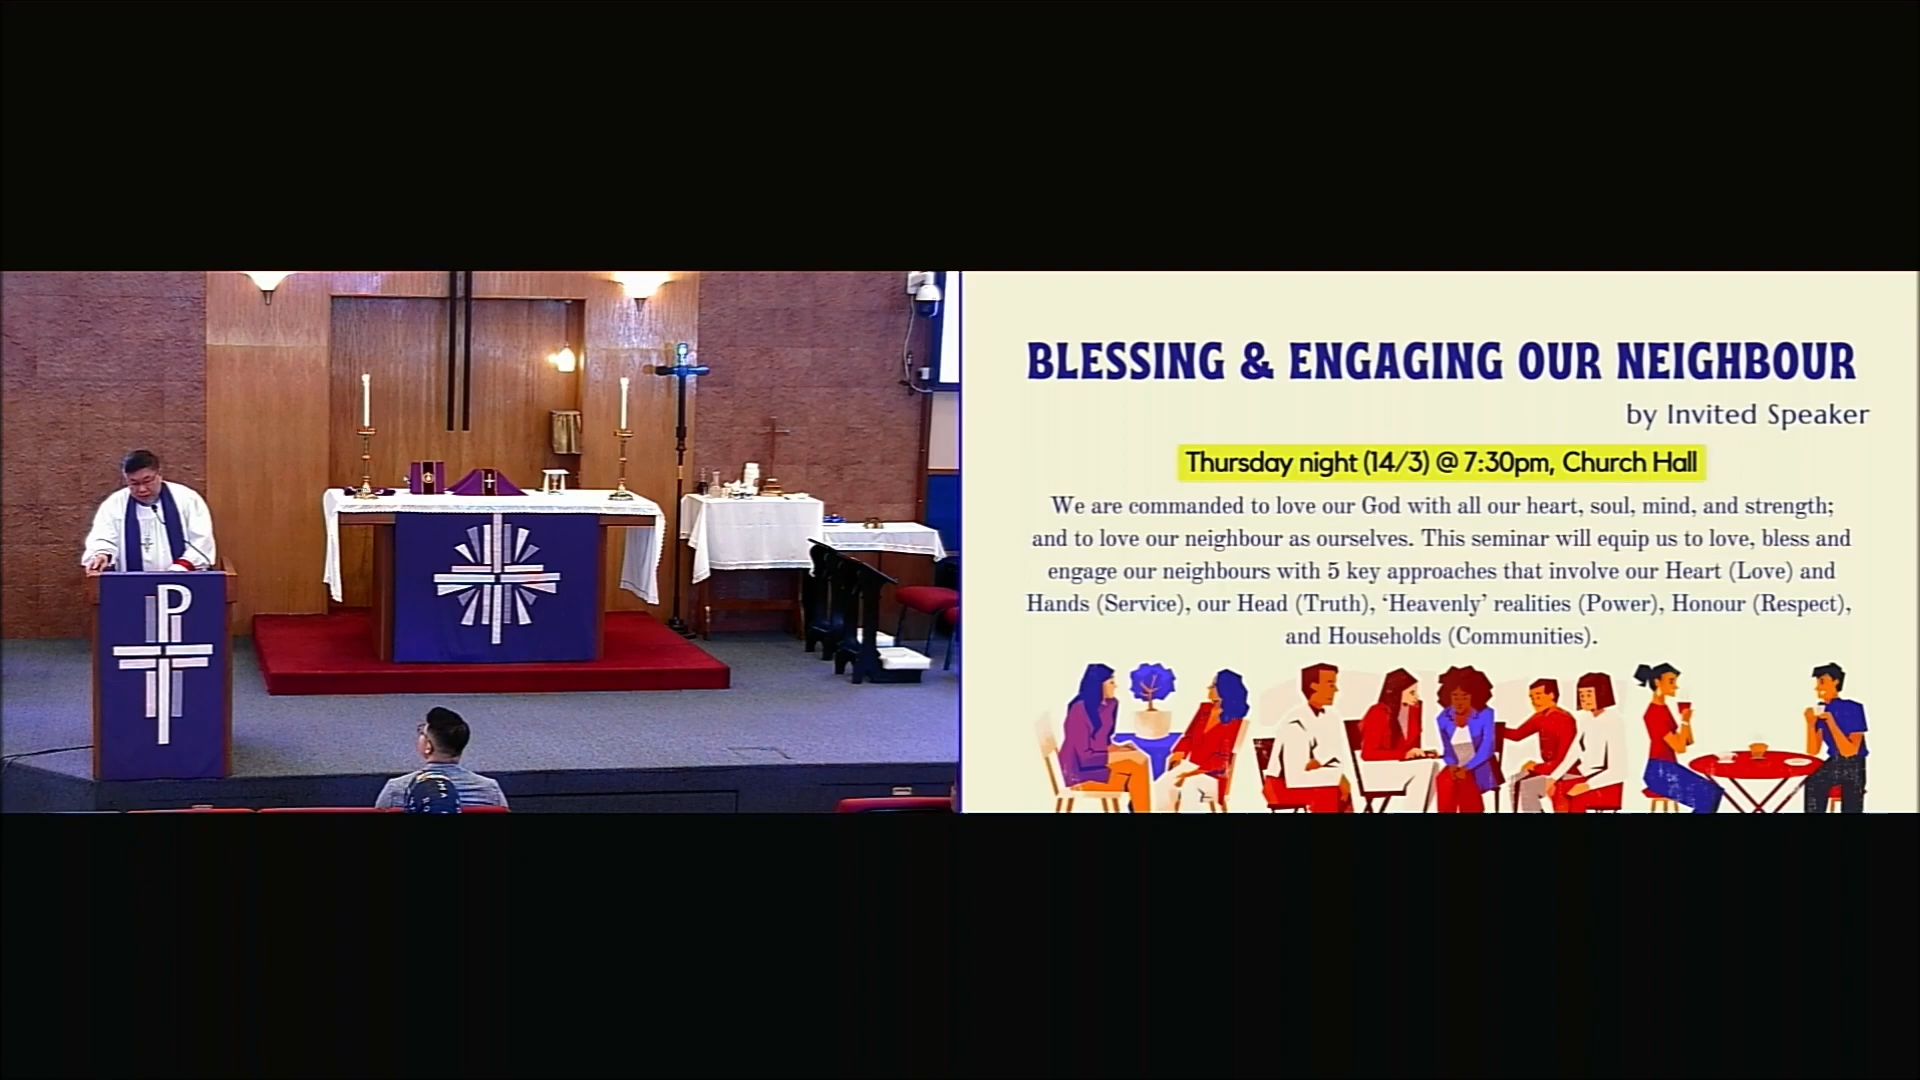 BLESSING & ENGAGING OUR NEIGHBOUR
by Invited Speaker
Thursday night (14/3) @ 7:30pm, Church Hall
We are commanded to love our God with all our heart, soul, mind, and strength;
and to love our neighbour as ourselves. This seminar will equip us to love, bless and
engage our neighbours with 5 key approaches that involve our Heart (Love) and
Hands (Service), our Head (Truth), ‘Heavenly’ realities (Power), Honour (Respect),
and Households (Communities).